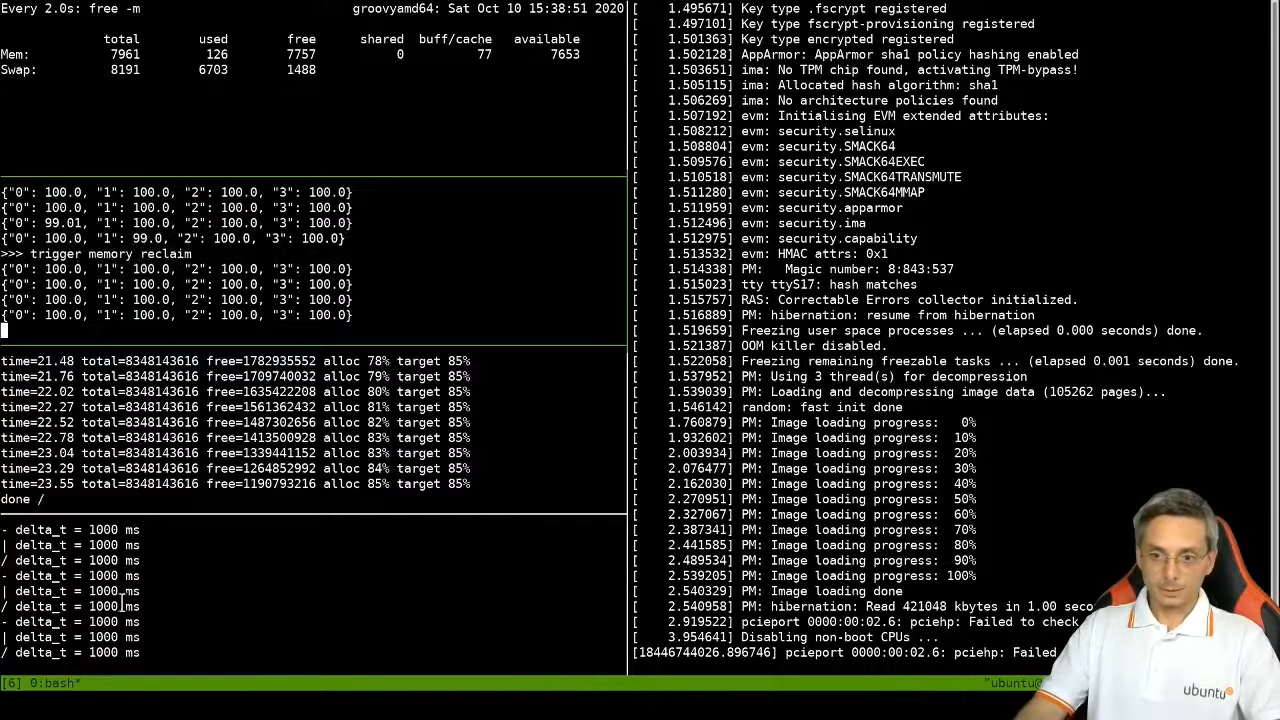 Every 2.0s: free -m groovyamd64: Sat Oct 10 15:38:51 2020
total used free shared buff/cache available
Mem: 7961 126 7757 0 77 7653
Swap: 8191 6703 1488
{"0": 100.0, "1": 100.0, "2": 100.0, "3": 100.0}
{"0": 100.0, "1": 100.0, "2": 100.0, "3": 100.0}
{"0": 99.01, "1": 100.0, "2": 100.0, "3": 100.0}
{"0": 100.0, "1": 99.0, "2": 100.0, "3": 100.0}
>>> trigger memory reclaim
{"0": 100.0, "1": 100.0, "2": 100.0, "3": 100.0}
{"0": 100.0, "1": 100.0, "2": 100.0, "3": 100.0}
{"0": 100.0, "1": 100.0, "2": 100.0, "3": 100.0}
{"0": 100.0, "1": 100.0, "2": 100.0, "3": 100.0}
time=21.48 total=8348143616 free=1782935552 alloc 78% target 85%
time=21.76 total=8348143616 free=1709740032 alloc 79% target 85%
time=22.02 total=8348143616 free=1635422208 alloc 80% target 85%
time=22.27 total=8348143616 free=1561362432 alloc 81% target 85%
time=22.52 total=8348143616 free=1487302656 alloc 82% target 85%
time=22.78 total=8348143616 free=1413500928 alloc 83% target 85%
time=23.04 total=8348143616 free=1339441152 alloc 83% target 85%
time=23.29 total=8348143616 free=1264852992 alloc 84% target 85%
time=23.55 total=8348143616 free=1190793216 alloc 85% target 85%
done /
- delta_t = 1000 ms
| delta_t = 1000 ms
/ delta_t = 1000 ms
- delta_t = 1000 ms
| delta_t = 1000 ms
/ delta_t = 1000 ms
- delta_t = 1000 ms
| delta_t = 1000 ms
/ delta_t = 1000 ms
[ 1.495671] Key type .fscrypt registered
[ 1.497101] Key type fscrypt-provisioning registered
[ 1.501363] Key type encrypted registered
[ 1.502128] AppArmor: AppArmor sha1 policy hashing enabled
[ 1.503651] ima: No TPM chip found, activating TPM-bypass!
[ 1.505115] ima: Allocated hash algorithm: sha1
[ 1.506269] ima: No architecture policies found
[ 1.507192] evm: Initialising EVM extended attributes:
[ 1.508212] evm: security.selinux
[ 1.508804] evm: security.SMACK64
[ 1.509576] evm: security.SMACK64EXEC
[ 1.510518] evm: security.SMACK64TRANSMUTE
[ 1.511280] evm: security.SMACK64MMAP
[ 1.511959] evm: security.apparmor
[ 1.512496] evm: security.ima
[ 1.512975] evm: security.capability
[ 1.513532] evm: HMAC attrs: 0x1
[ 1.514338] PM: Magic number: 8:843:537
[ 1.515023] tty ttyS17: hash matches
[ 1.515757] RAS: Correctable Errors collector initialized.
[ 1.516889] PM: hibernation: resume from hibernation
[ 1.519659] Freezing user space processes ... (elapsed 0.000 seconds) done.
[ 1.521387] OOM killer disabled.
[ 1.522058] Freezing remaining freezable tasks ... (elapsed 0.001 seconds) done.
[ 1.537952] PM: Using 3 thread(s) for decompression
[ 1.539039] PM: Loading and decompressing image data (105262 pages)...
[ 1.546142] random: fast init done
[ 1.760879] PM: Image loading progress: 0%
[ 1.932602] PM: Image loading progress: 10%
[ 2.003934] PM: Image loading progress: 20%
[ 2.076477] PM: Image loading progress: 30%
[ 2.162030] PM: Image loading progress: 40%
[ 2.270951] PM: Image loading progress: 50%
[ 2.327067] PM: Image loading progress: 60%
[ 2.387341] PM: Image loading progress: 70%
[ 2.441585] PM: Image loading progress: 80%
[ 2.489534] PM: Image loading progress: 90%
[ 2.539205] PM: Image loading progress: 100%
[ 2.540329] PM: Image loading done
[ 2.540958] PM: hibernation: Read 421048 kbytes in 1.00 seco
[ 2.919522] pcieport 0000:00:02.6: pciehp: Failed to check
[ 3.954641] Disabling non-boot CPUs ...
[18446744026.896746] pcieport 0000:00:02.6: pciehp: Failed
[6] 0:bash* "ubuntu@
ubuntu